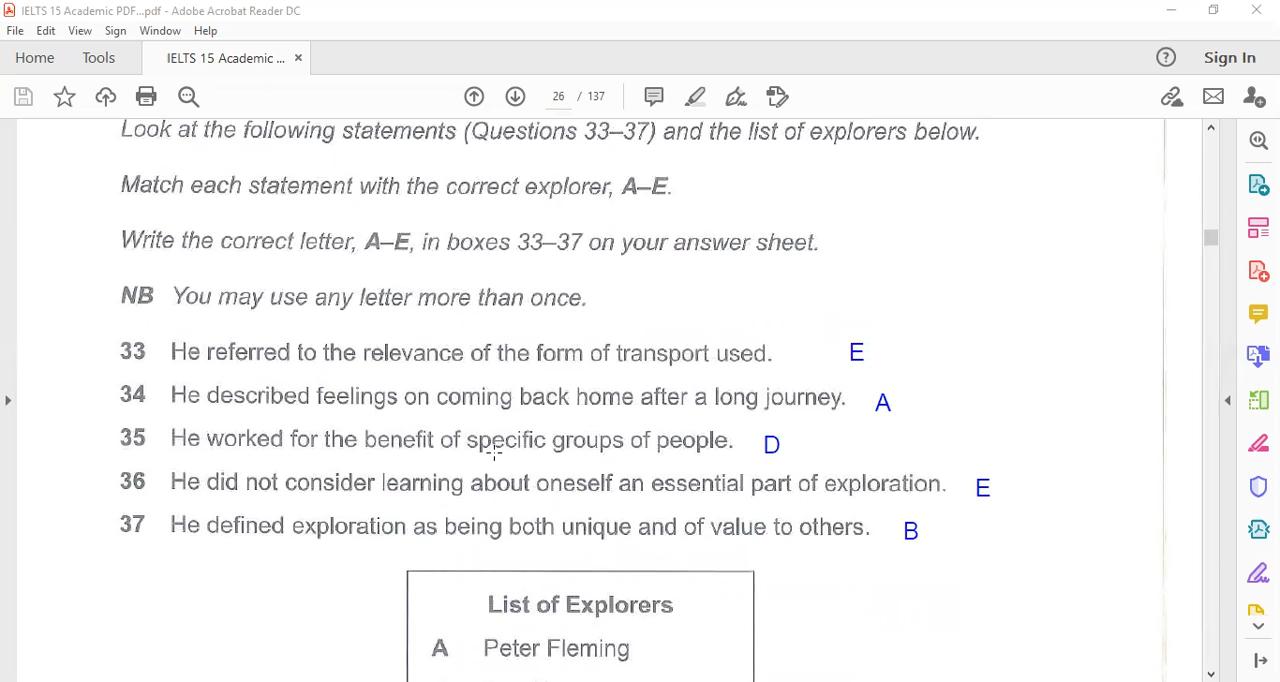 IELTS 15 Academic PDF...pdf - Adobe Acrobat Reader DC
File Edit View Sign Window Help
Home Tools IELTS 15 Academic ... × Sign In
26 / 137
Look at the following statements (Questions 33–37) and the list of explorers below.
Match each statement with the correct explorer, A–E.
Write the correct letter, A–E, in boxes 33–37 on your answer sheet.
NB You may use any letter more than once.
33 He referred to the relevance of the form of transport used. E
34 He described feelings on coming back home after a long journey. A
35 He worked for the benefit of specific groups of people. D
36 He did not consider learning about oneself an essential part of exploration. E
37 He defined exploration as being both unique and of value to others. B
List of Explorers
A Peter Fleming